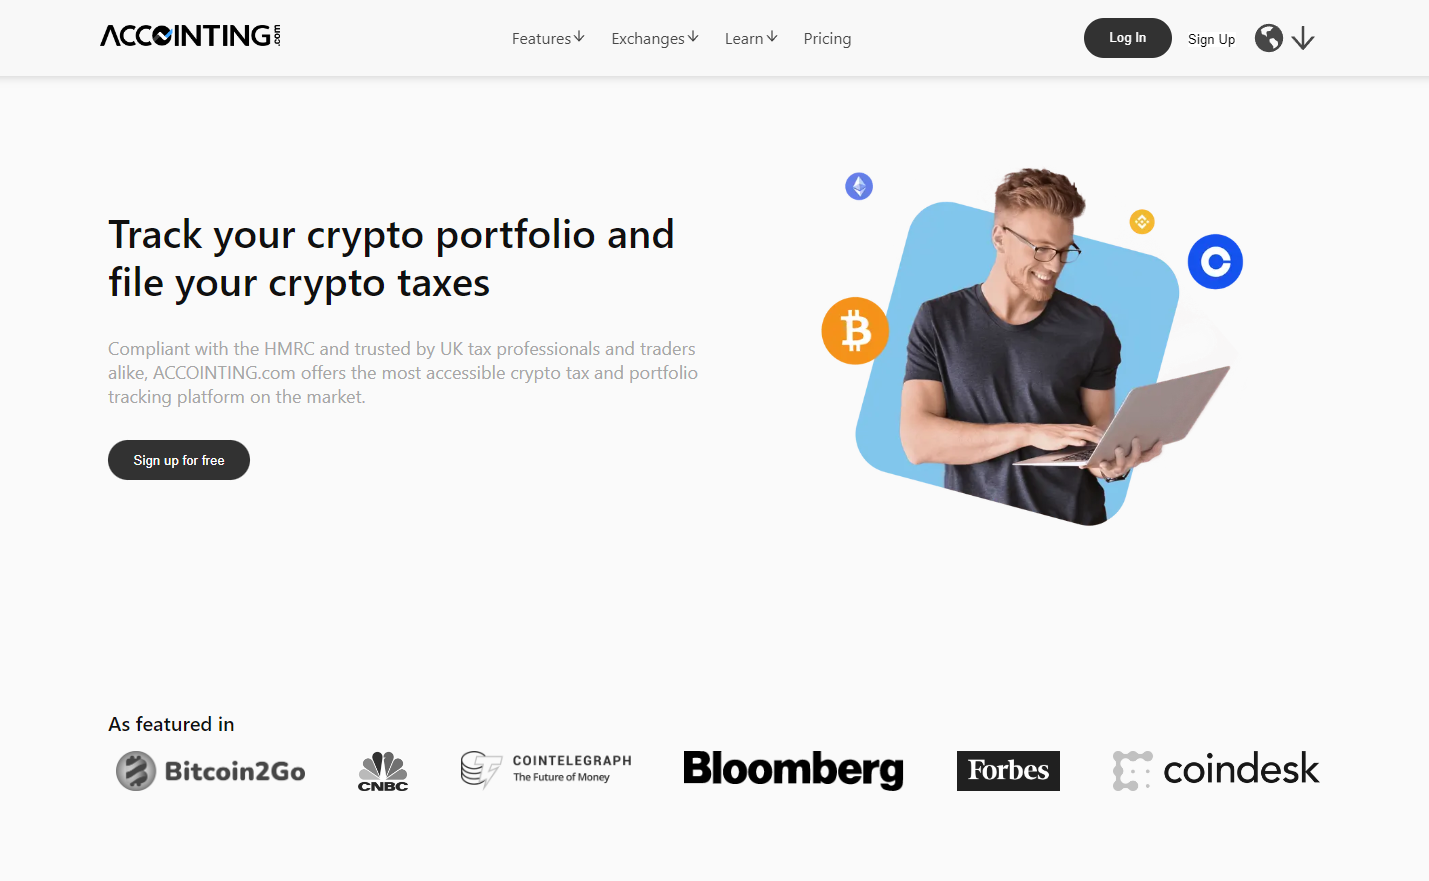 ACCOINTING.com
Features
Exchanges
Learn
Pricing
Log In
Sign Up
Track your crypto portfolio and
file your crypto taxes
Compliant with the HMRC and trusted by UK tax professionals and traders
alike, ACCOINTING.com offers the most accessible crypto tax and portfolio
tracking platform on the market.
Sign up for free
As featured in
Bitcoin2Go
CNBC
COINTELEGRAPH
The Future of Money
Bloomberg
Forbes
coindesk